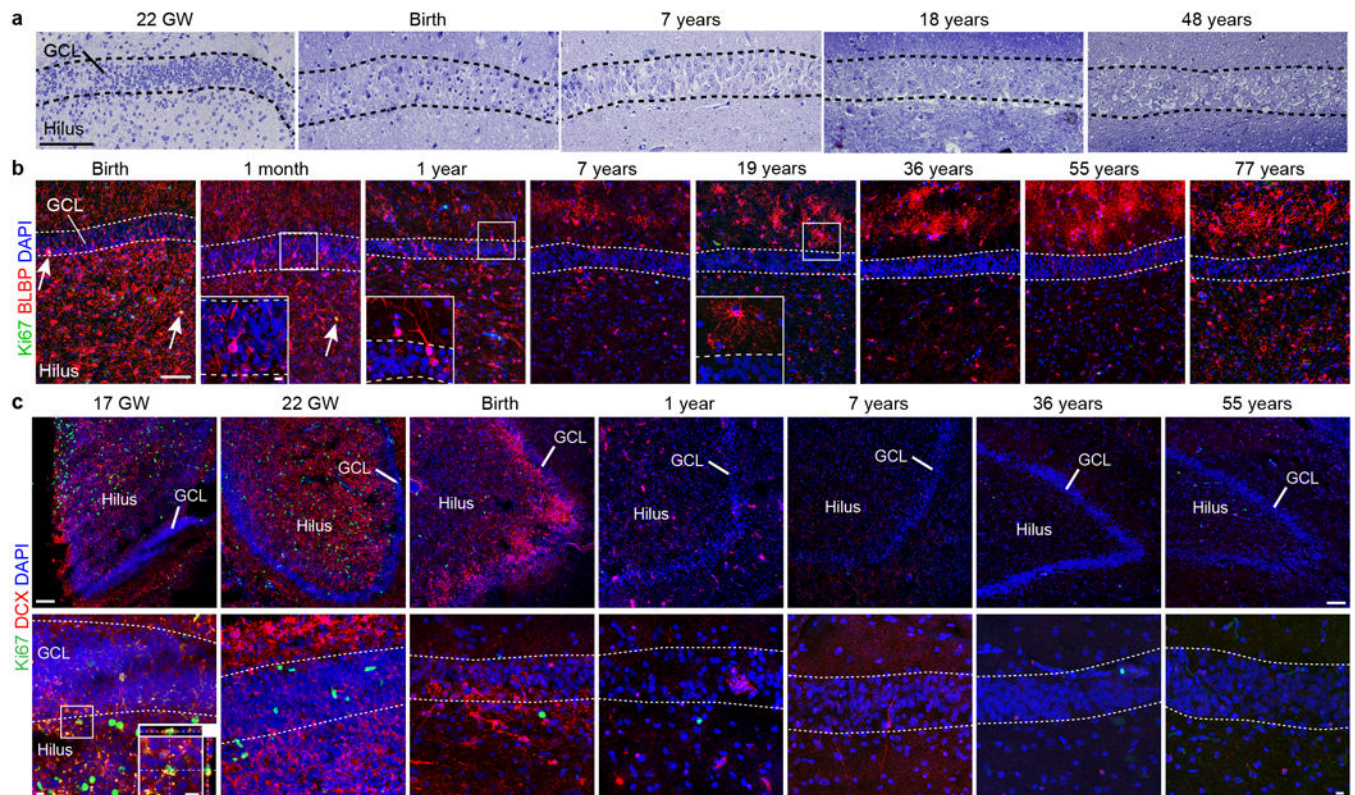 a
22 GW Birth 7 years 18 years 48 years
GCL
Hilus
b
Birth 1 month 1 year 7 years 19 years 36 years 55 years 77 years
Ki67 BLBP DAPI
GCL
Hilus
c
17 GW 22 GW Birth 1 year 7 years 36 years 55 years
Ki67 DCX DAPI
Hilus GCL
Hilus GCL
Hilus GCL
Hilus GCL
Hilus GCL
Hilus GCL
Hilus GCL
GCL
Hilus